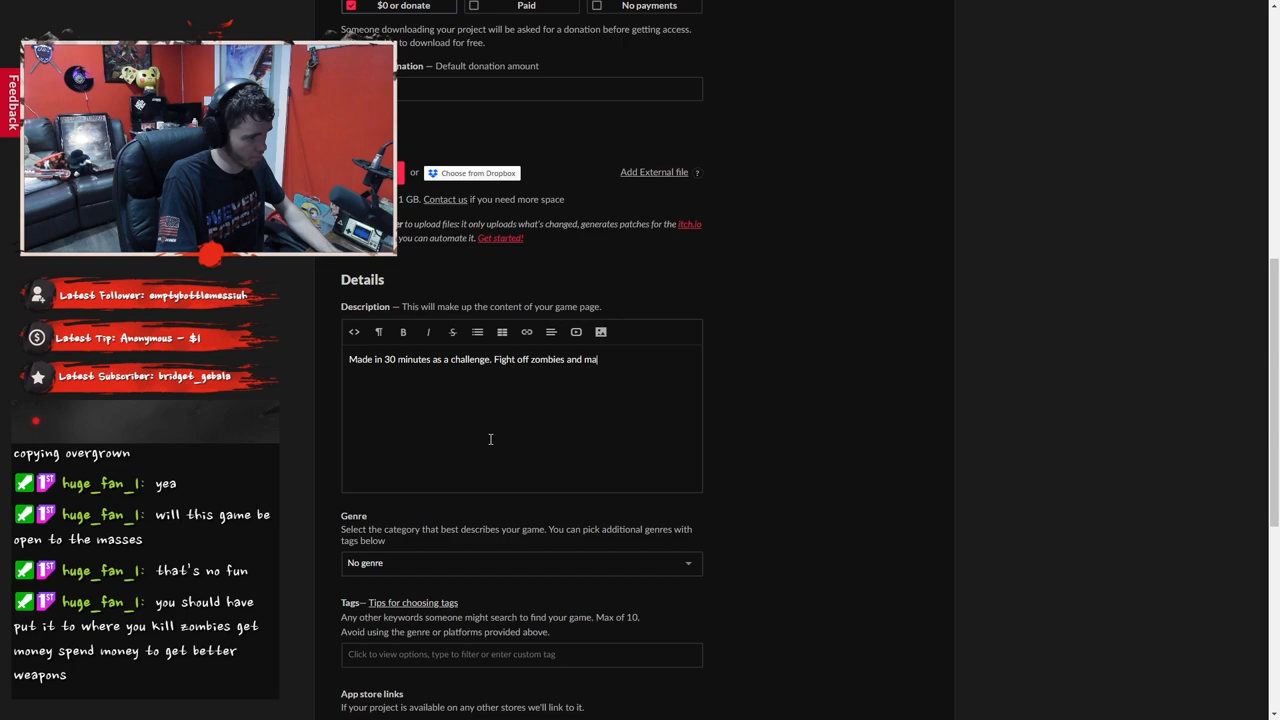 $0 or donate
Paid
No payments
Someone downloading your project will be asked for a donation before getting access.
to download for free.
— Default donation amount
Feedback
or
Choose from Dropbox
Add External file ?
1 GB. Contact us if you need more space
to upload files: it only uploads what's changed, generates patches for the itch.io
you can automate it. Get started!
Details
Description — This will make up the content of your game page.
Made in 30 minutes as a challenge. Fight off zombies and ma
Genre
Select the category that best describes your game. You can pick additional genres with
tags below
No genre
Tags— Tips for choosing tags
Any other keywords someone might search to find your game. Max of 10.
Avoid using the genre or platforms provided above.
Click to view options, type to filter or enter custom tag
App store links
If your project is available on any other stores we'll link to it.
Latest Follower: emptybottlemessiuh
Latest Tip: Anonymous - $1
Latest Subscriber: bridget_gebala
copying overgrown
huge_fan_1: yea
huge_fan_1: will this game be
open to the masses
huge_fan_1: that's no fun
huge_fan_1: you should have
put it to where you kill zombies get
money spend money to get better
weapons